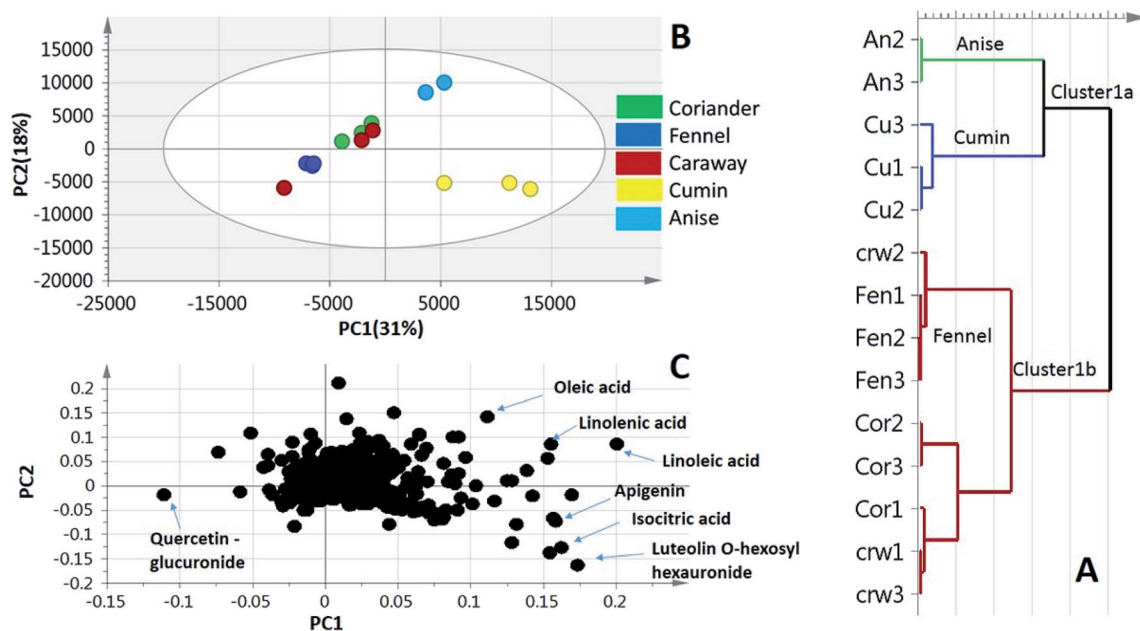 B
15000
10000
5000
0
-5000
-10000
-15000
-20000
PC2(18%)
-25000 -15000 -5000 5000 15000
PC1(31%)
Coriander
Fennel
Caraway
Cumin
Anise
C
0.2
0.15
0.1
0.05
0
-0.05
-0.1
-0.15
-0.2
PC2
-0.15 -0.1 -0.05 0 0.05 0.1 0.15 0.2
PC1
Oleic acid
Linolenic acid
Linoleic acid
Apigenin
Isocitric acid
Luteolin O-hexosyl
hexauronide
Quercetin -
glucuronide
A
An2
An3
Cu3
Cu1
Cu2
crw2
Fen1
Fen2
Fen3
Cor2
Cor3
Cor1
crw1
crw3
Anise
Cluster1a
Cumin
Fennel
Cluster1b